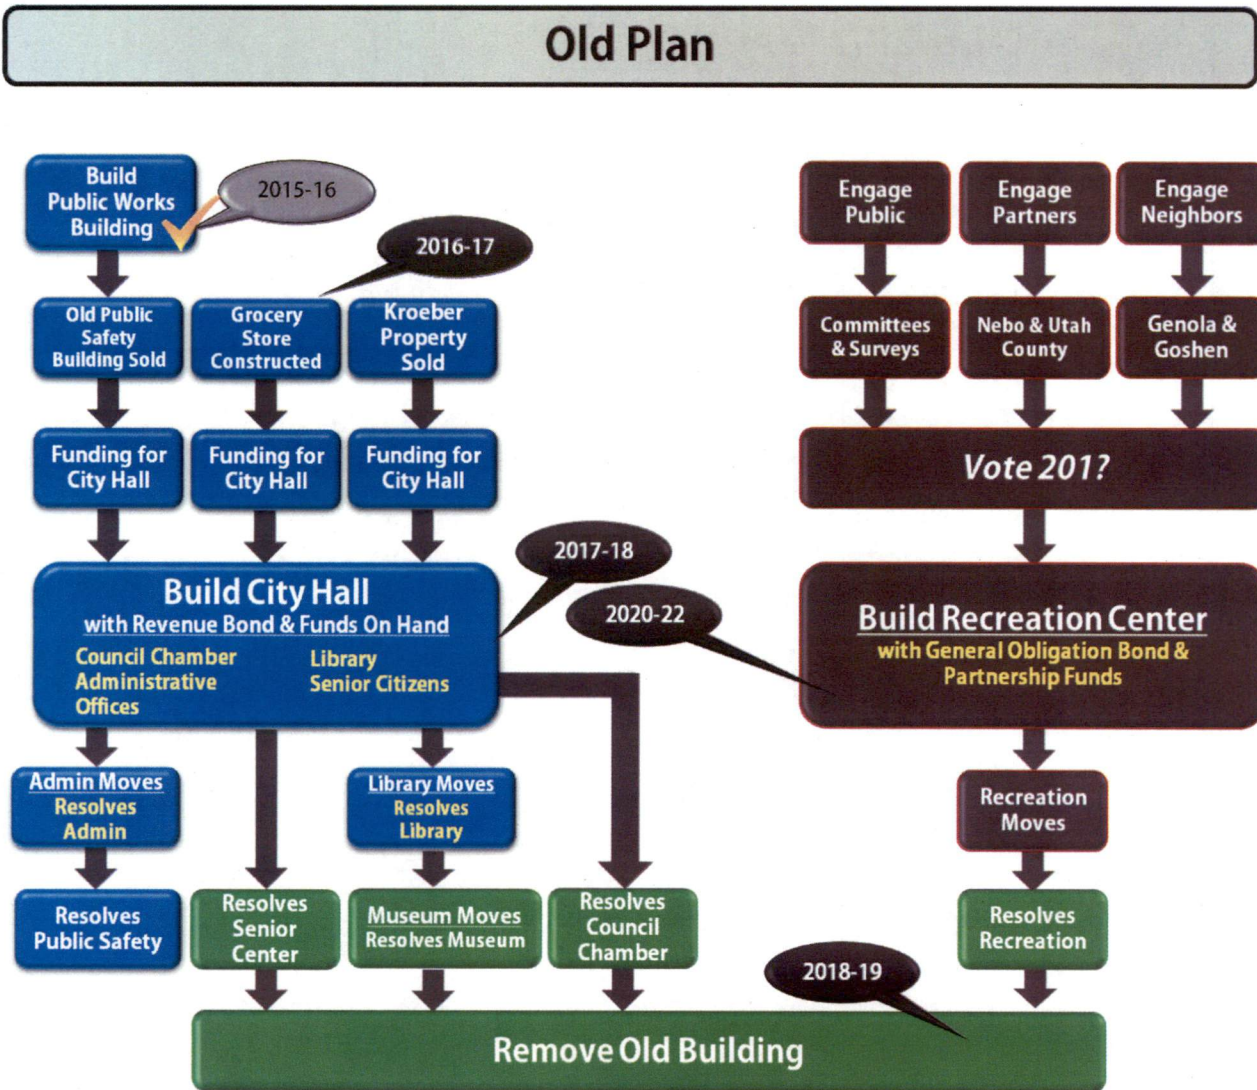 Old Plan
Build
Public Works
Building
2015-16
2016-17
Engage
Public
Engage
Partners
Engage
Neighbors
Old Public
Safety
Building Sold
Grocery
Store
Constructed
Kroeber
Property
Sold
Committees
& Surveys
Nebo & Utah
County
Genola &
Goshen
Funding for
City Hall
Funding for
City Hall
Funding for
City Hall
Vote 201?
2017-18
2020-22
Build City Hall
with Revenue Bond & Funds On Hand
Council Chamber
Administrative
Offices
Library
Senior Citizens
Build Recreation Center
with General Obligation Bond &
Partnership Funds
Admin Moves
Resolves
Admin
Library Moves
Resolves
Library
Recreation
Moves
Resolves
Public Safety
Resolves
Senior
Center
Museum Moves
Resolves Museum
Resolves
Council
Chamber
Resolves
Recreation
2018-19
Remove Old Building